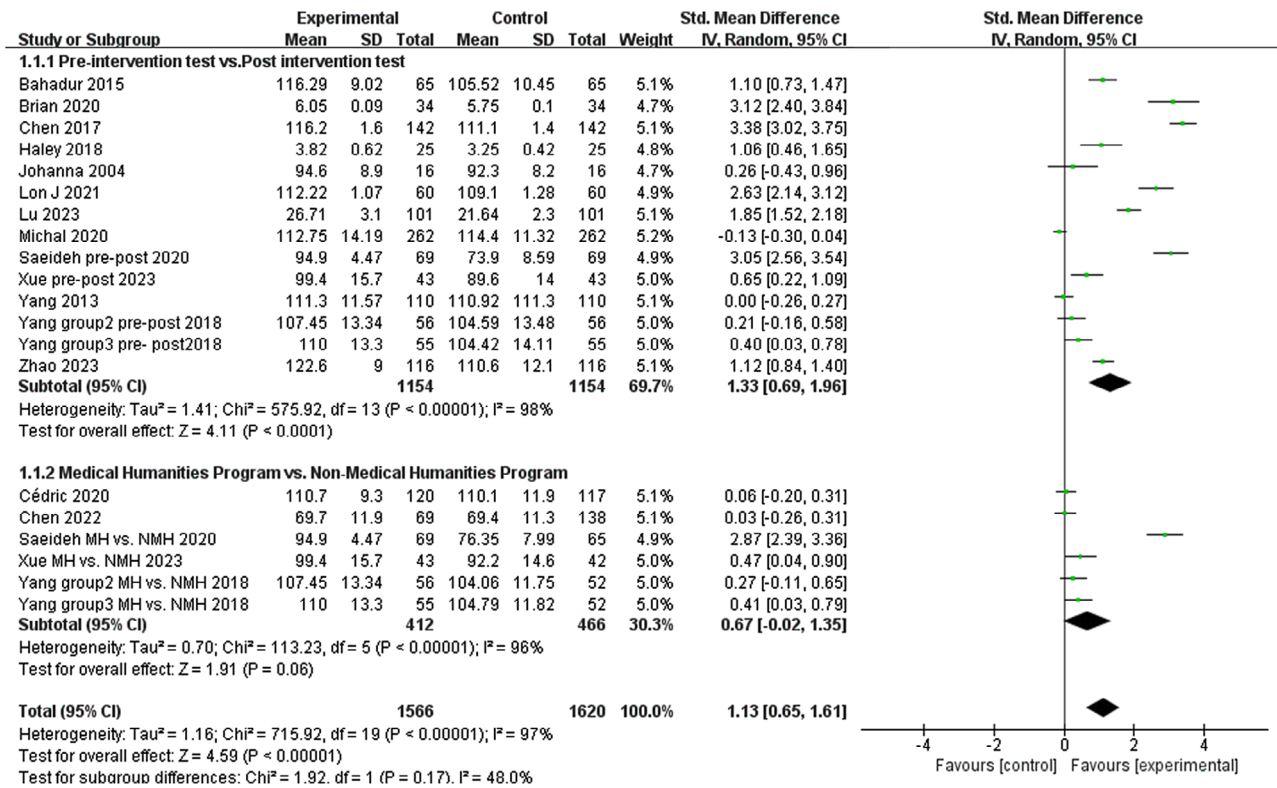 Experimental Control Std. Mean Difference Std. Mean Difference
Study or Subgroup Mean SD Total Mean SD Total Weight IV, Random, 95% CI IV, Random, 95% CI
1.1.1 Pre-intervention test vs.Post intervention test
Bahadur 2015 116.29 9.02 65 105.52 10.45 65 5.1% 1.10 [0.73, 1.47]
Brian 2020 6.05 0.09 34 5.75 0.1 34 4.7% 3.12 [2.40, 3.84]
Chen 2017 116.2 1.6 142 111.1 1.4 142 5.1% 3.38 [3.02, 3.75]
Haley 2018 3.82 0.62 25 3.25 0.42 25 4.8% 1.06 [0.46, 1.65]
Johanna 2004 94.6 8.9 16 92.3 8.2 16 4.7% 0.26 [-0.43, 0.96]
Lon J 2021 112.22 1.07 60 109.1 1.28 60 4.9% 2.63 [2.14, 3.12]
Lu 2023 26.71 3.1 101 21.64 2.3 101 5.1% 1.85 [1.52, 2.18]
Michal 2020 112.75 14.19 262 114.4 11.32 262 5.2% -0.13 [-0.30, 0.04]
Saeideh pre-post 2020 94.9 4.47 69 73.9 8.59 69 4.9% 3.05 [2.56, 3.54]
Xue pre-post 2023 99.4 15.7 43 89.6 14 43 5.0% 0.65 [0.22, 1.09]
Yang 2013 111.3 11.57 110 110.92 111.3 110 5.1% 0.00 [-0.26, 0.27]
Yang group2 pre-post 2018 107.45 13.34 56 104.59 13.48 56 5.0% 0.21 [-0.16, 0.58]
Yang group3 pre- post2018 110 13.3 55 104.42 14.11 55 5.0% 0.40 [0.03, 0.78]
Zhao 2023 122.6 9 116 110.6 12.1 116 5.1% 1.12 [0.84, 1.40]
Subtotal (95% CI) 1154 1154 69.7% 1.33 [0.69, 1.96]
Heterogeneity: Tau² = 1.41; Chi² = 575.92, df = 13 (P < 0.00001); I² = 98%
Test for overall effect: Z = 4.11 (P < 0.0001)
1.1.2 Medical Humanities Program vs. Non-Medical Humanities Program
Cédric 2020 110.7 9.3 120 110.1 11.9 117 5.1% 0.06 [-0.20, 0.31]
Chen 2022 69.7 11.9 69 69.4 11.3 138 5.1% 0.03 [-0.26, 0.31]
Saeideh MH vs. NMH 2020 94.9 4.47 69 76.35 7.99 65 4.9% 2.87 [2.39, 3.36]
Xue MH vs. NMH 2023 99.4 15.7 43 92.2 14.6 42 5.0% 0.47 [0.04, 0.90]
Yang group2 MH vs. NMH 2018 107.45 13.34 56 104.06 11.75 52 5.0% 0.27 [-0.11, 0.65]
Yang group3 MH vs. NMH 2018 110 13.3 55 104.79 11.82 52 5.0% 0.41 [0.03, 0.79]
Subtotal (95% CI) 412 466 30.3% 0.67 [-0.02, 1.35]
Heterogeneity: Tau² = 0.70; Chi² = 113.23, df = 5 (P < 0.00001); I² = 96%
Test for overall effect: Z = 1.91 (P = 0.06)
Total (95% CI) 1566 1620 100.0% 1.13 [0.65, 1.61]
Heterogeneity: Tau² = 1.16; Chi² = 715.92, df = 19 (P < 0.00001); I² = 97%
Test for overall effect: Z = 4.59 (P < 0.00001)
Test for subgroup differences: Chi² = 1.92, df = 1 (P = 0.17), I² = 48.0%
-4 -2 0 2 4
Favours [control] Favours [experimental]